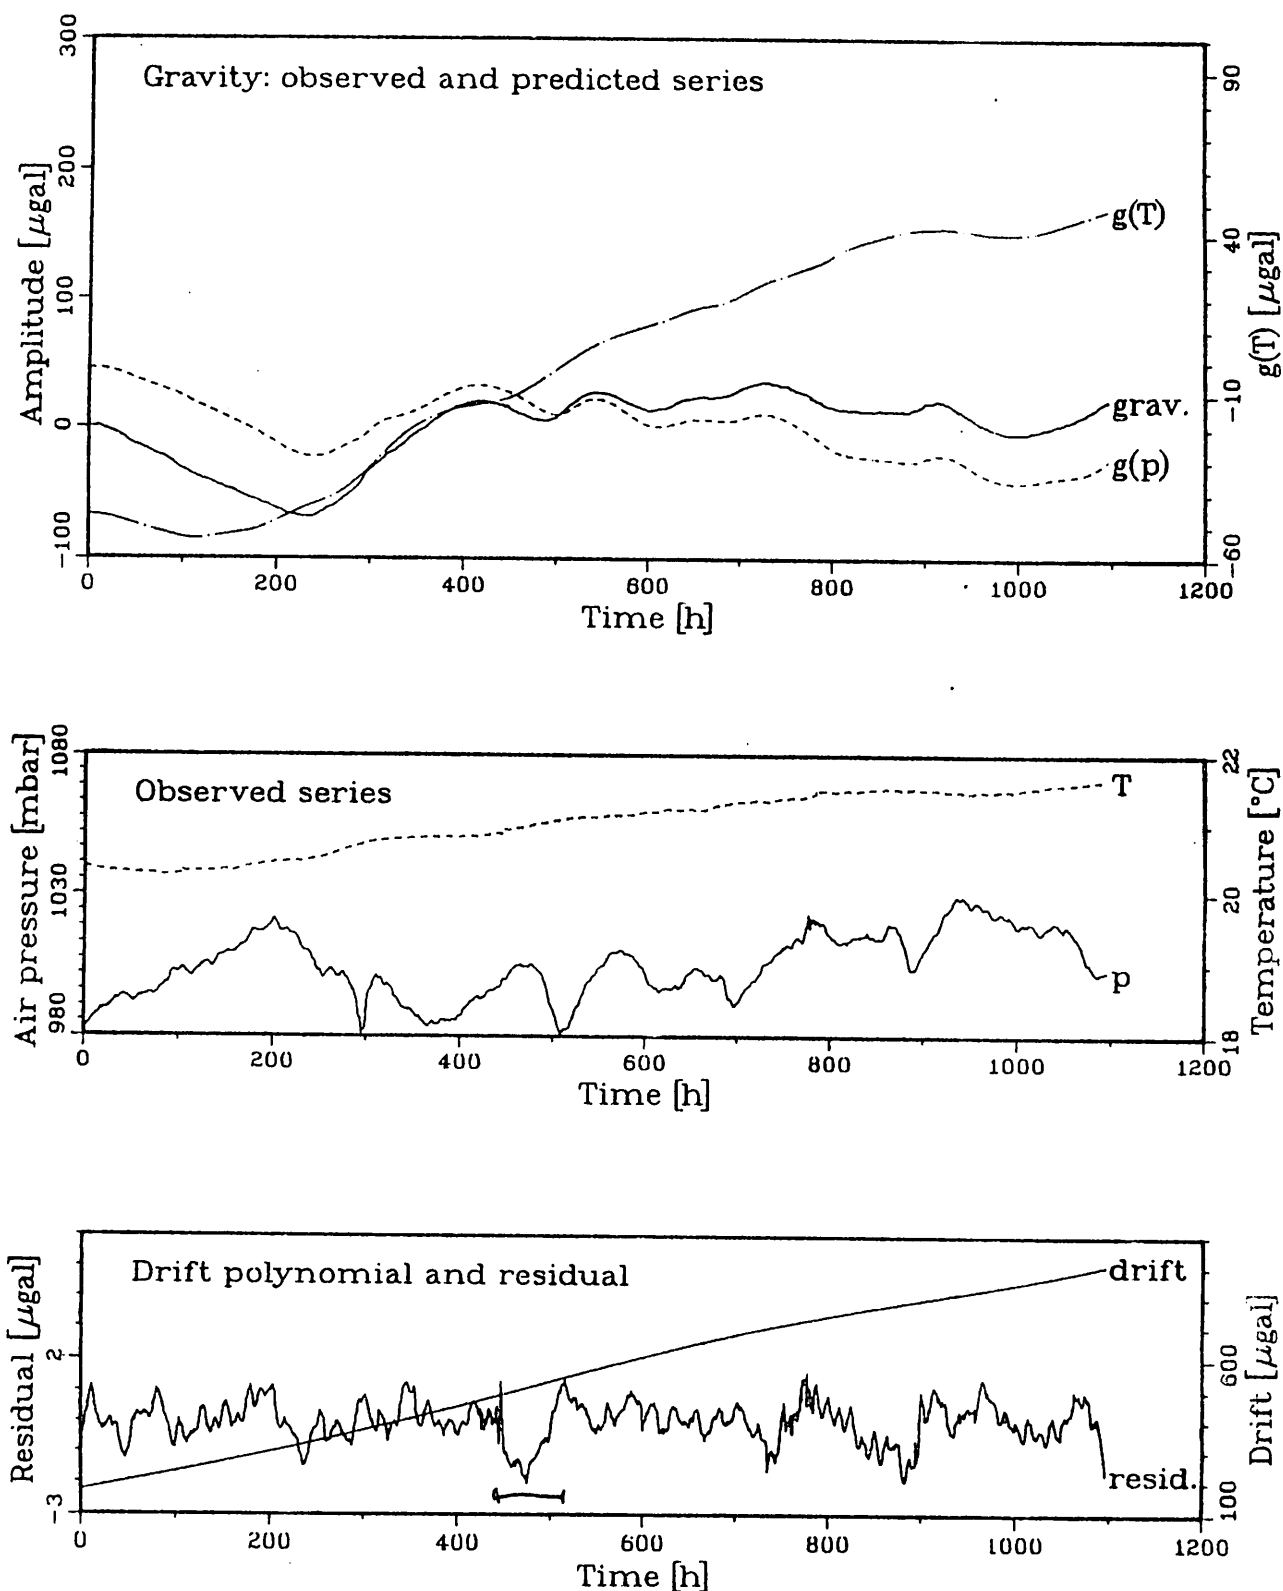 Gravity: observed and predicted series
Amplitude [μgal]
300
200
100
0
-100
g(T) [μgal]
90
40
-10
-60
g(T)
grav.
g(p)
0 200 400 600 800 1000 1200
Time [h]
Observed series
Air pressure [mbar]
1080
1030
980
Temperature [°C]
22
20
18
T
p
0 200 400 600 800 1000 1200
Time [h]
Drift polynomial and residual
Residual [μgal]
2
-3
Drift [μgal]
600
100
drift
resid.
0 200 400 600 800 1000 1200
Time [h]